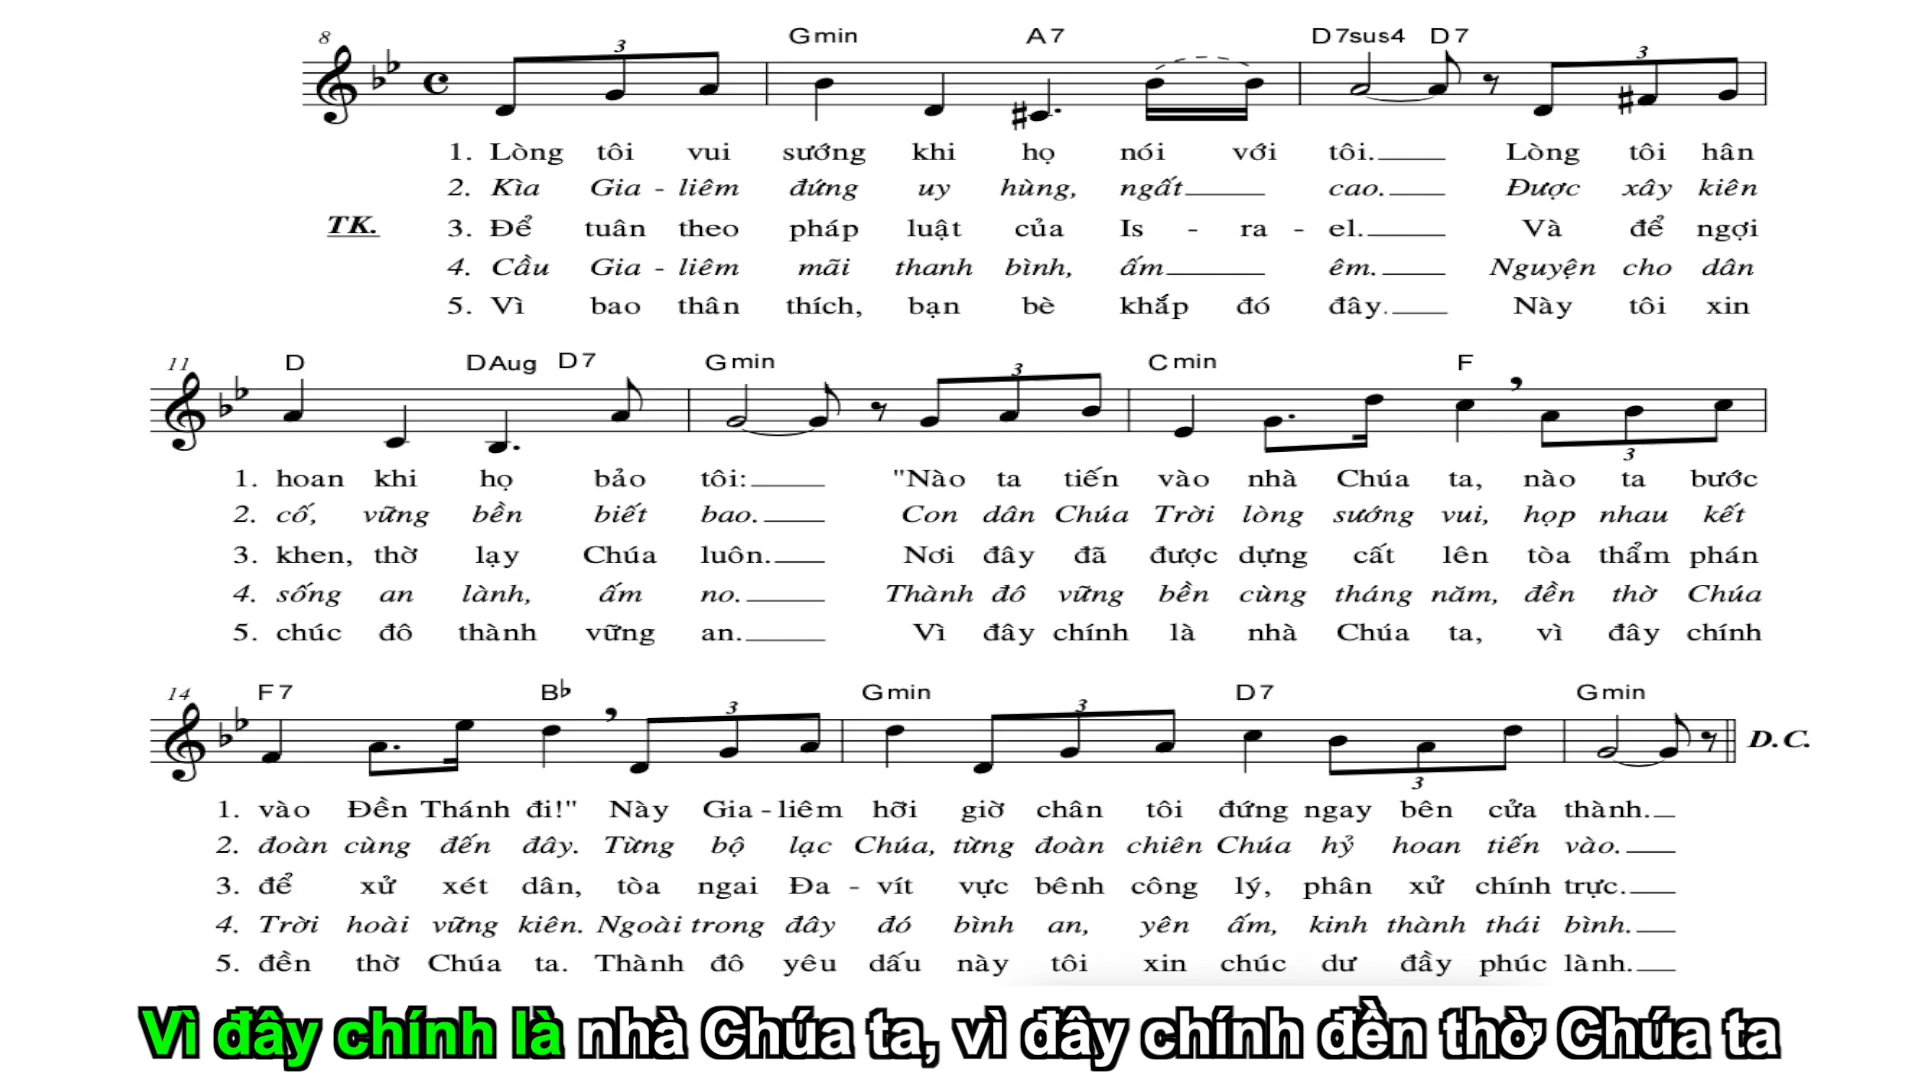 8 3 Gmin A7 D7sus4 D7 3
1. Lòng tôi vui sướng khi họ nói với tôi. Lòng tôi hân
2. Kìa Gia - liêm đứng uy hùng, ngất cao. Được xây kiên
TK. 3. Để tuân theo pháp luật của Is - ra - el. Và để ngợi
4. Cầu Gia - liêm mãi thanh bình, ấm êm. Nguyện cho dân
5. Vì bao thân thích, bạn bè khắp đó đây. Này tôi xin
11 D DAug D7 Gmin 3 Cmin F 3
1. hoan khi họ bảo tôi: "Nào ta tiến vào nhà Chúa ta, nào ta bước
2. cố, vững bền biết bao. Con dân Chúa Trời lòng sướng vui, họp nhau kết
3. khen, thờ lạy Chúa luôn. Nơi đây đã được dựng cất lên tòa thẩm phán
4. sống an lành, ấm no. Thành đô vững bền cùng tháng năm, đền thờ Chúa
5. chúc đô thành vững an. Vì đây chính là nhà Chúa ta, vì đây chính
14 F7 B♭ 3 Gmin 3 D7 3 Gmin D.C.
1. vào Đền Thánh đi!" Này Gia - liêm hỡi giờ chân tôi đứng ngay bên cửa thành.
2. đoàn cùng đến đây. Từng bộ lạc Chúa, từng đoàn chiên Chúa hỷ hoan tiến vào.
3. để xử xét dân, tòa ngai Đa - vít vực bênh công lý, phân xử chính trực.
4. Trời hoài vững kiên. Ngoài trong đây đó bình an, yên ấm, kinh thành thái bình.
5. đền thờ Chúa ta. Thành đô yêu dấu này tôi xin chúc dư đầy phúc lành.
Vì đây chính là nhà Chúa ta, vì đây chính đền thờ Chúa ta